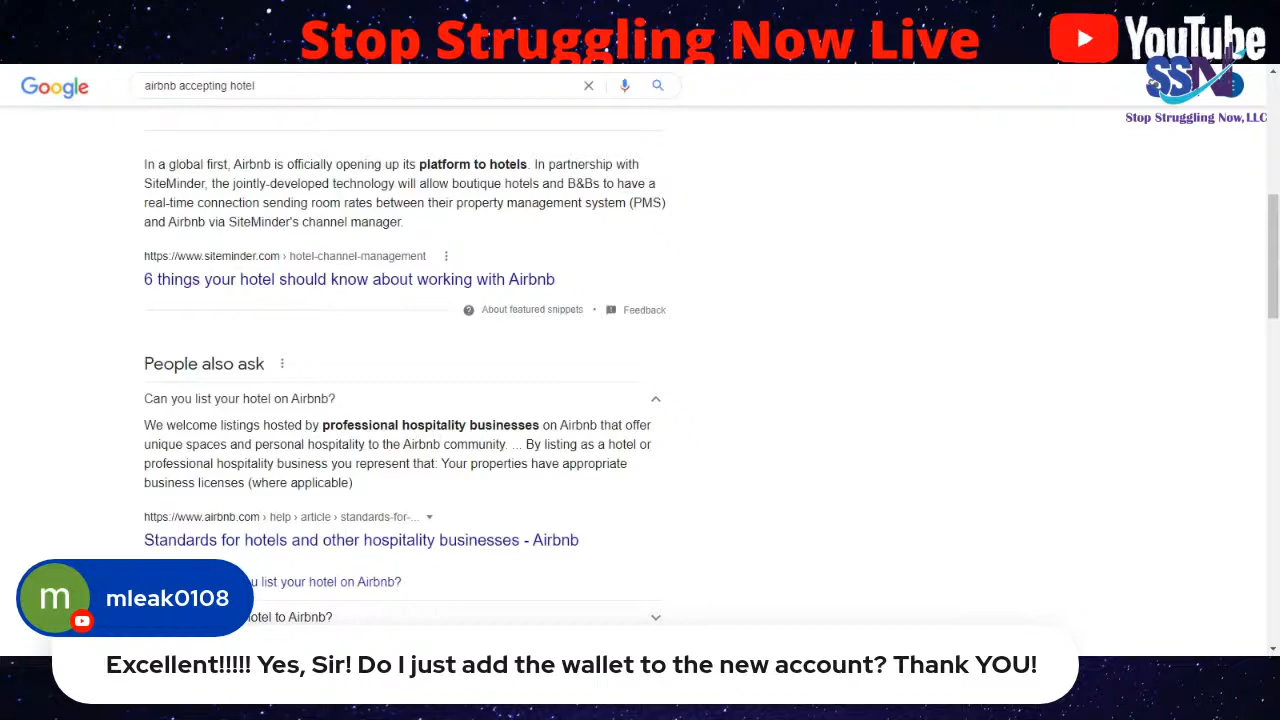 Stop Struggling Now Live
YouTube
Google
airbnb accepting hotel
SSN
Stop Struggling Now, LLC
In a global first, Airbnb is officially opening up its platform to hotels. In partnership with
SiteMinder, the jointly-developed technology will allow boutique hotels and B&Bs to have a
real-time connection sending room rates between their property management system (PMS)
and Airbnb via SiteMinder's channel manager.
https://www.siteminder.com › hotel-channel-management
6 things your hotel should know about working with Airbnb
About featured snippets • Feedback
People also ask
Can you list your hotel on Airbnb?
We welcome listings hosted by professional hospitality businesses on Airbnb that offer
unique spaces and personal hospitality to the Airbnb community. ... By listing as a hotel or
professional hospitality business you represent that: Your properties have appropriate
business licenses (where applicable)
https://www.airbnb.com › help › article › standards-for-...
Standards for hotels and other hospitality businesses - Airbnb
list your hotel on Airbnb?
m
mleak0108
to Airbnb?
Excellent!!!!! Yes, Sir! Do I just add the wallet to the new account? Thank YOU!